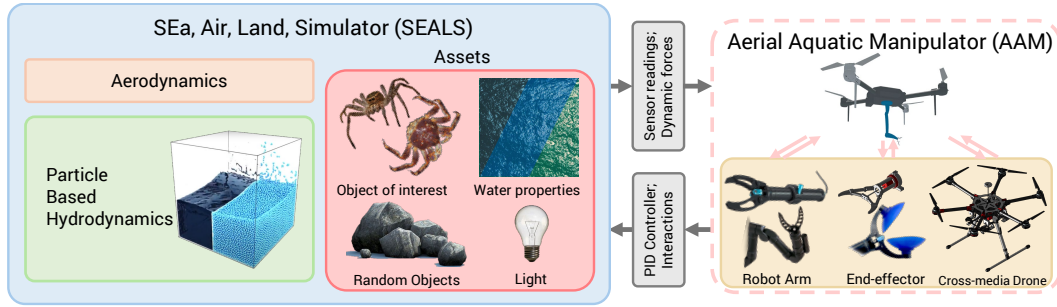 SEa, Air, Land, Simulator (SEALS)
Aerodynamics
Particle
Based
Hydrodynamics
Assets
Object of interest
Water properties
Random Objects
Light
Sensor readings;
Dynamic forces
PID Controller;
Interactions
Aerial Aquatic Manipulator (AAM)
Robot Arm
End-effector
Cross-media Drone